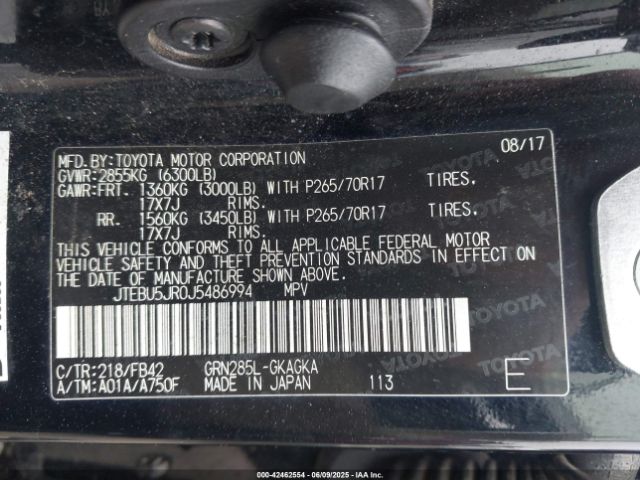 MFD. BY: TOYOTA MOTOR CORPORATION 08/17
GVWR: 2855KG (6300LB)
GAWR: FRT. 1360KG (3000LB) WITH P265/70R17 TIRES.
17X7J RIMS.
RR. 1560KG (3450LB) WITH P265/70R17 TIRES.
17X7J RIMS.
THIS VEHICLE CONFORMS TO ALL APPLICABLE FEDERAL MOTOR
VEHICLE SAFETY AND THEFT PREVENTION STANDARDS IN EFFECT ON
THE DATE OF MANUFACTURE SHOWN ABOVE.
JTEBU5JR0J5486994 MPV
C/TR: 218/FB42 GRN285L-GKAGKA
A/TM: A01A/A750F MADE IN JAPAN 113 E
000-42462554 | 06/09/2025 | IAAI.com